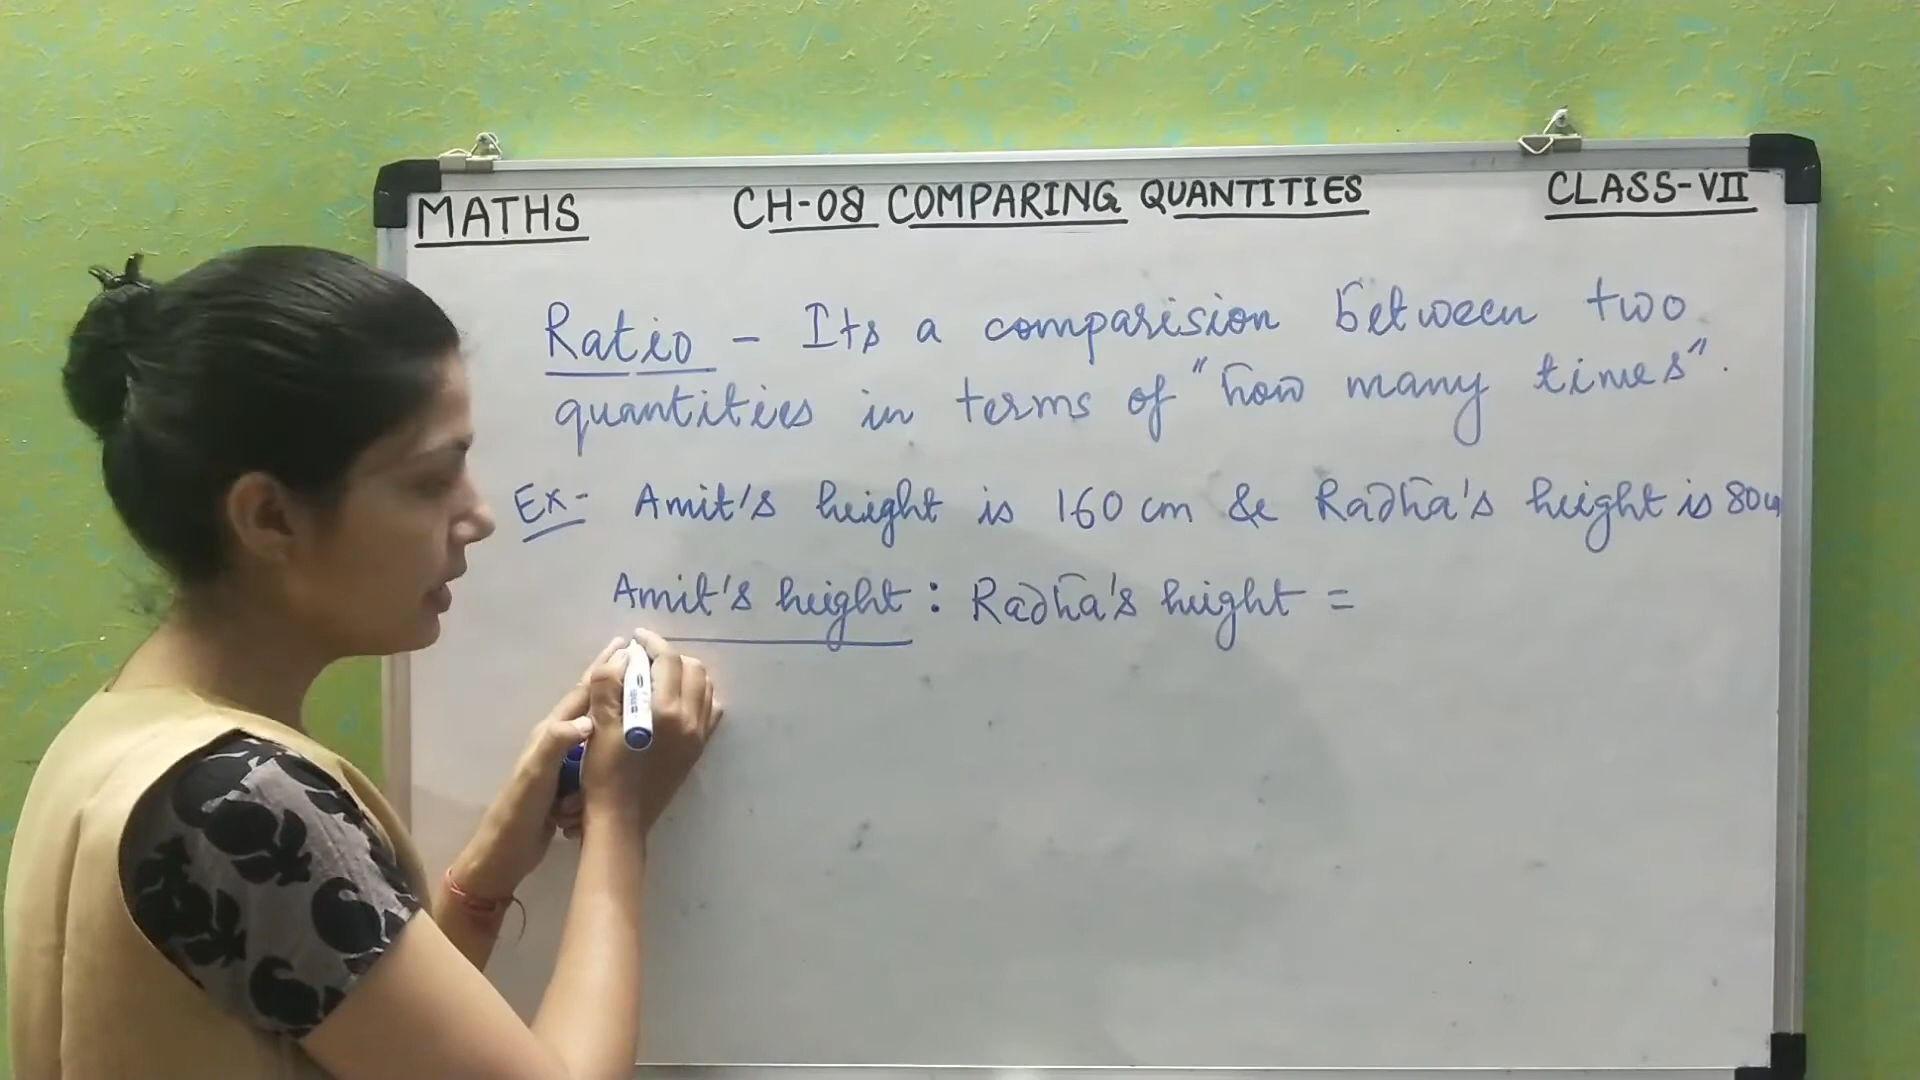 MATHS CH-08 COMPARING QUANTITIES CLASS-VII
Ratio - Its a comparision between two
quantities in terms of "how many times".
Ex- Amit's height is 160 cm & Radha's height is 80cm
Amit's height : Radha's height =